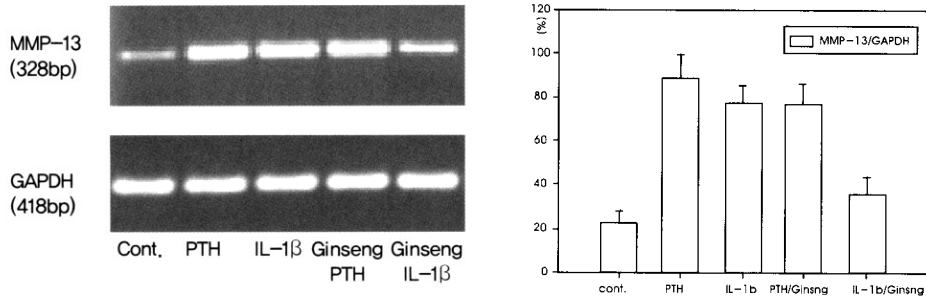 MMP-13
(328bp)
GAPDH
(418bp)
Cont. PTH IL-1β Ginseng Ginseng
PTH IL-1β
120
(%)
100
80
60
40
20
0
MMP-13/GAPDH
cont. PTH IL-1b PTH/Ginsng IL-1b/Ginsng